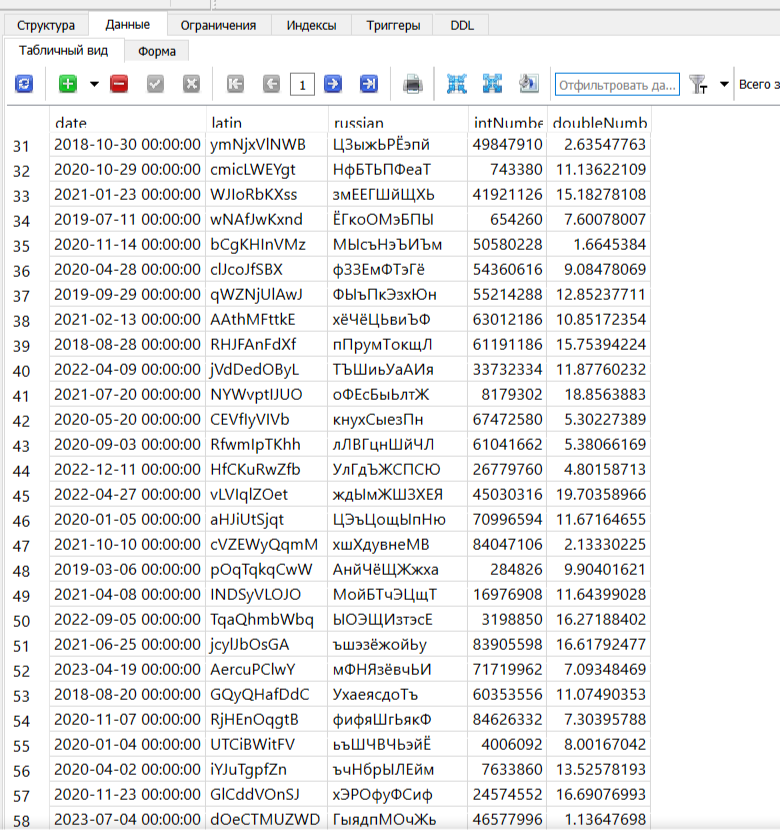 Структура Данные Ограничения Индексы Триггеры DDL
Табличный вид Форма
1 Отфильтровать да... Всего з
date latin russian intNumbe doubleNumb
31 2018-10-30 00:00:00 ymNjxVlNWB ЦЗыжЬРЁэпй 49847910 2.63547763
32 2020-10-29 00:00:00 cmicLWEYgt НфБТЬПФеаТ 743380 11.13622109
33 2021-01-23 00:00:00 WJIoRbKXss змЕЕГШйЩХЬ 41921126 15.18278108
34 2019-07-11 00:00:00 wNAfJwKxnd ЁГкоОМэБПЫ 654260 7.60078007
35 2020-11-14 00:00:00 bCgKHInVMz МЫсъНэЪИЪм 50580228 1.6645384
36 2020-04-28 00:00:00 clJcoJfSBX фЗЗЕмФТэГё 54360616 9.08478069
37 2019-09-29 00:00:00 qWZNjUlAwJ ФЫъПкЭзхЮн 55214288 12.85237711
38 2021-02-13 00:00:00 AAthMFttkE хёЧёЦЬвиЪФ 63012186 10.85172354
39 2018-08-28 00:00:00 RHJFAnFdXf пПрумТокщЛ 61191186 15.75394224
40 2022-04-09 00:00:00 jVdDedOByL ТЪШиьУаАИя 33732334 11.87760232
41 2021-07-20 00:00:00 NYWvptIJUO оФЕсБыЬлтЖ 8179302 18.8563883
42 2020-05-20 00:00:00 CEVfIyVIVb кнухСыезПн 67472580 5.30227389
43 2020-09-03 00:00:00 RfwmIpTKhh лЛВГцнШйЧЛ 61041662 5.38066169
44 2022-12-11 00:00:00 HfCKuRwZfb УлГдЪЖСПСЮ 26779760 4.80158713
45 2022-04-27 00:00:00 vLVIqlZOet ждЫмЖШЗХЕЯ 45030316 19.70358966
46 2020-01-05 00:00:00 aHJiUtSjqt ЦЭъЦощЫпНю 70996594 11.67164655
47 2021-10-10 00:00:00 cVZEWyQqmM хшХдувнеМВ 84047106 2.13330225
48 2019-03-06 00:00:00 pOqTqkqCwW АнйЧёЩЖжха 284826 9.90401621
49 2021-04-08 00:00:00 INDSyVLOJO МойБТчЭЦщТ 16976908 11.64399028
50 2022-09-05 00:00:00 TqaQhmbWbq ЫОЭЩИзтэсЕ 3198850 16.27188402
51 2021-06-25 00:00:00 jcylJbOsGA ъшэзёжойЬу 83905598 16.61792477
52 2023-04-19 00:00:00 AercuPClwY мФНЯзёвчЬИ 71719962 7.09348469
53 2018-08-20 00:00:00 GQyQHafDdC УхаеясдоТъ 60353556 11.07490353
54 2020-11-07 00:00:00 RjHEnOqgtB фифяШгЬякФ 84626332 7.30395788
55 2020-01-04 00:00:00 UTCiBWitFV ьъШЧВЧЬэйЁ 4006092 8.00167042
56 2020-04-02 00:00:00 iYJuTgpfZn ъчНбрЫЛЕйм 7633860 13.52578193
57 2020-11-23 00:00:00 GlCddVOnSJ хЭРОфуФСиф 24574552 16.69076993
58 2023-07-04 00:00:00 dOeCTMUZWD ГыядпМОчЖь 46577996 1.13647698